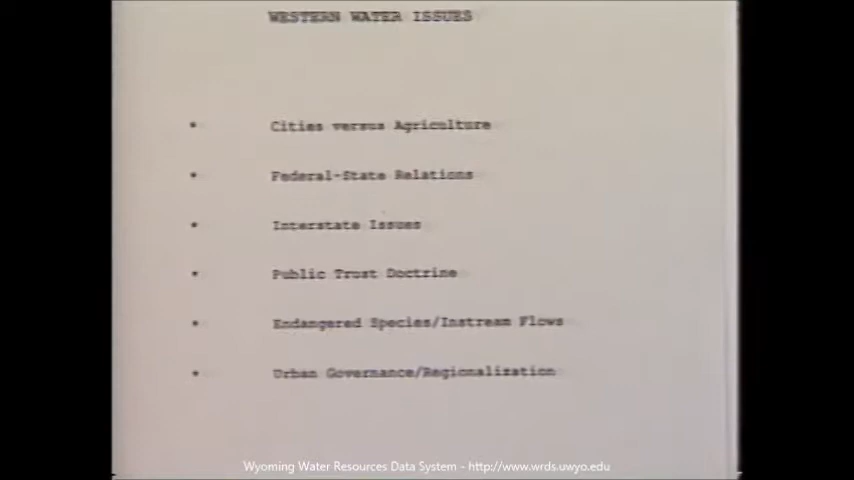 WESTERN WATER ISSUES
* Cities versus Agriculture
* Federal-State Relations
* Interstate Issues
* Public Trust Doctrine
* Endangered Species/Instream Flows
* Urban Governance/Regionalization
Wyoming Water Resources Data System - http://www.wrds.uwyo.edu